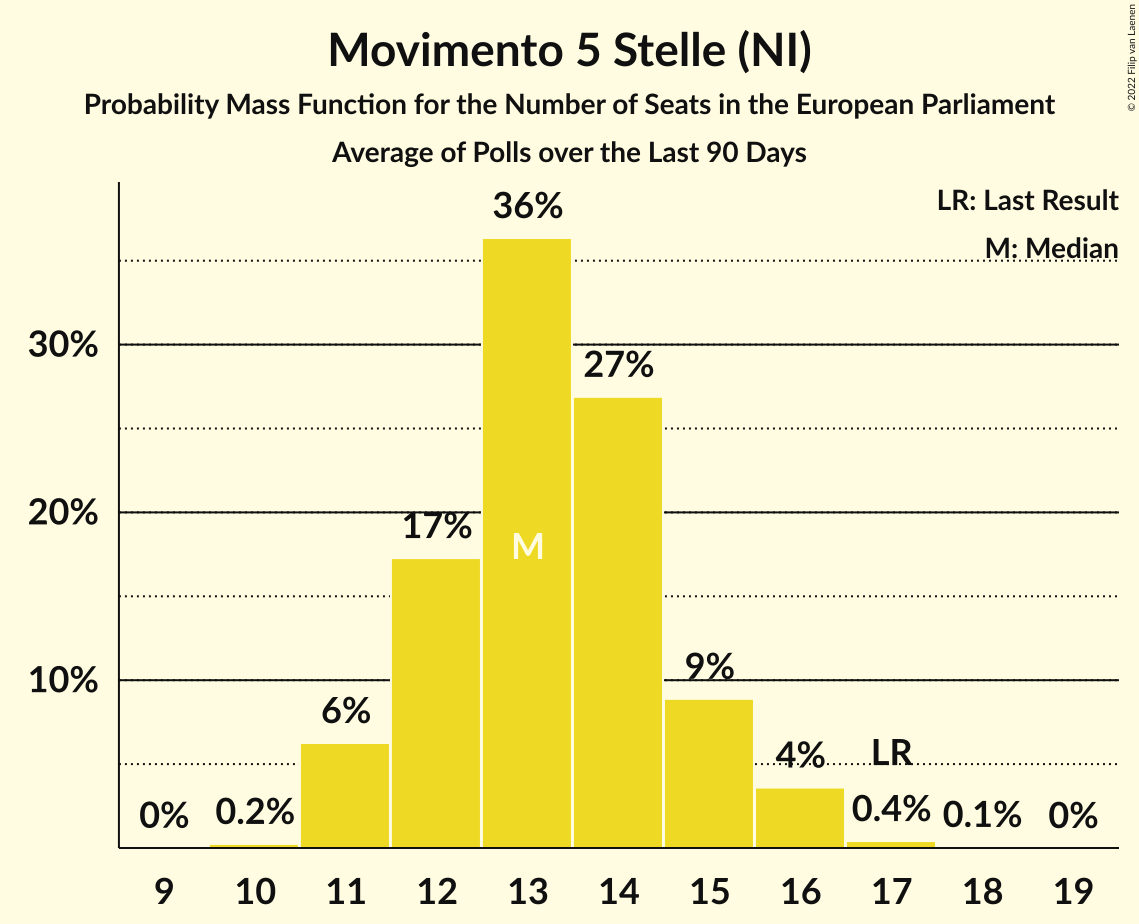 Movimento 5 Stelle (NI)
Probability Mass Function for the Number of Seats in the European Parliament
Average of Polls over the Last 90 Days
© 2022 Filip van Laenen
LR: Last Result
M: Median
36%
30%
27%
20%
17%
M
10%
9%
6%
4%
LR
0%
0.2%
0.4%
0.1%
0%
9 10 11 12 13 14 15 16 17 18 19